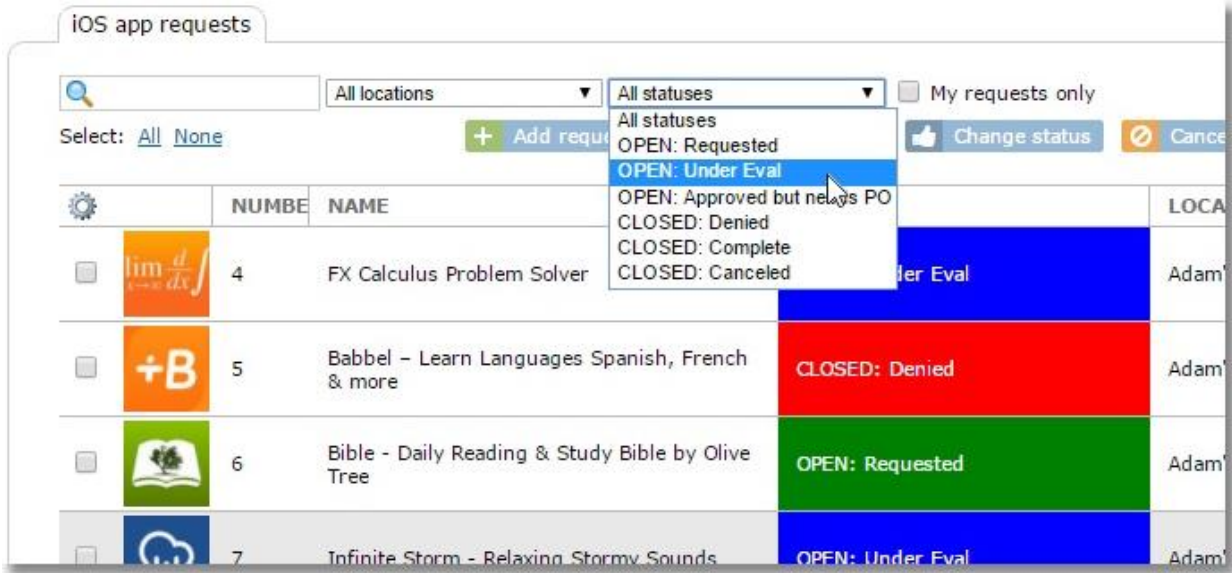 iOS app requests
All locations ▼ All statuses ▼ My requests only
Select: All None
+ Add reque
Change status
Cance
All statuses
OPEN: Requested
OPEN: Under Eval
OPEN: Approved but needs PO
CLOSED: Denied
CLOSED: Complete
CLOSED: Canceled
NUMBE NAME LOCA
lim d/dx ∫ x→∞
4 FX Calculus Problem Solver der Eval Adam'
+B
5 Babbel – Learn Languages Spanish, French
& more
CLOSED: Denied Adam'
6 Bible - Daily Reading & Study Bible by Olive
Tree
OPEN: Requested Adam'
7 Infinite Storm - Relaxing Stormy Sounds OPEN: Under Eval Adam